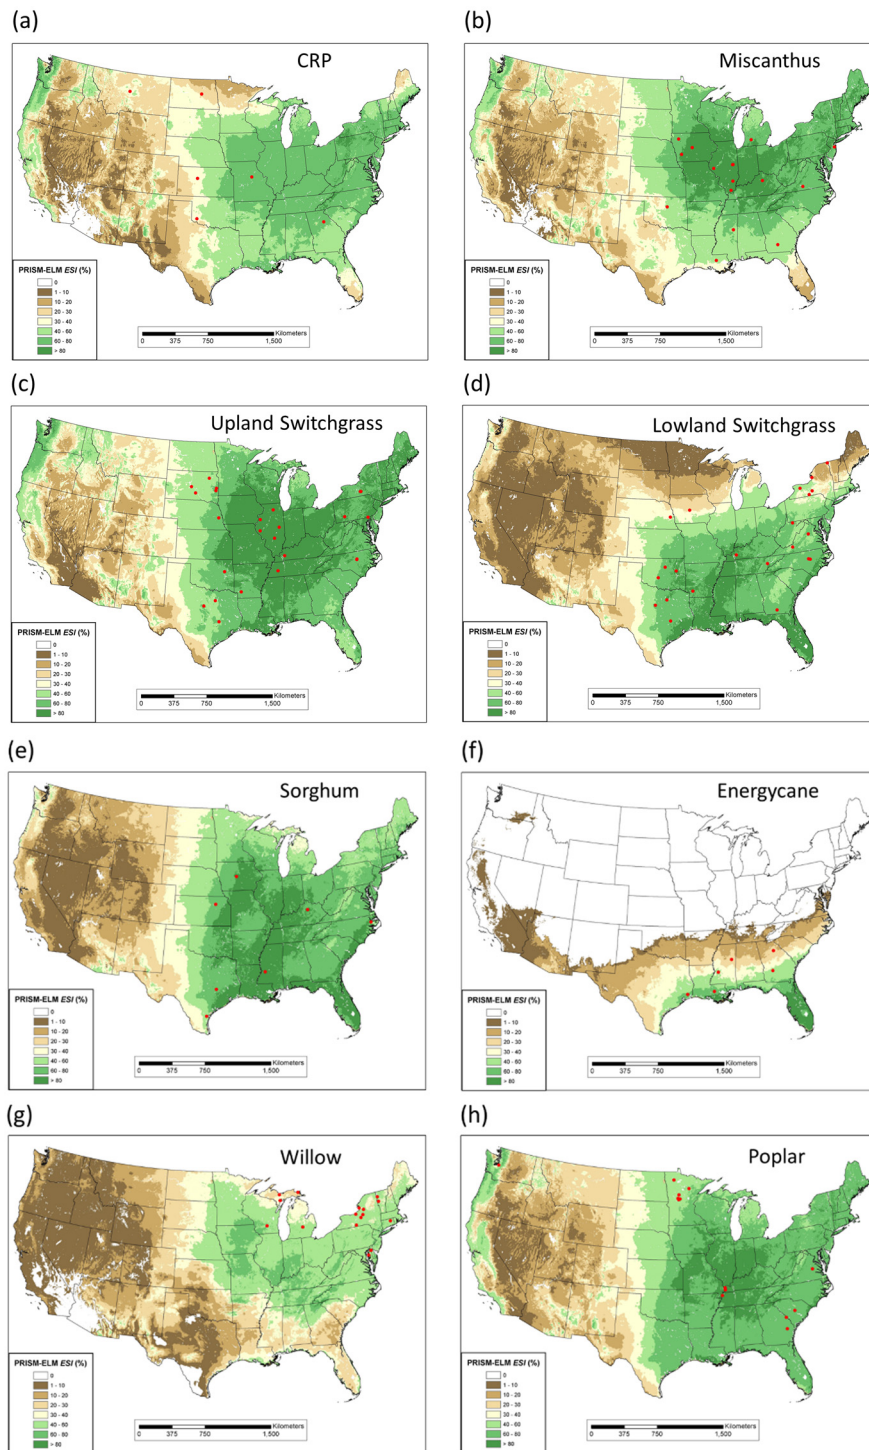 (a)
CRP
PRISM-ELM ESI (%)
0
1 - 10
10 - 20
20 - 30
30 - 40
40 - 60
60 - 80
> 80
Kilometers
0 375 750 1,500
(b)
Miscanthus
PRISM-ELM ESI (%)
0
1 - 10
10 - 20
20 - 30
30 - 40
40 - 60
60 - 80
> 80
Kilometers
0 375 750 1,500
(c)
Upland Switchgrass
PRISM-ELM ESI (%)
0
1 - 10
10 - 20
20 - 30
30 - 40
40 - 60
60 - 80
> 80
Kilometers
0 375 750 1,500
(d)
Lowland Switchgrass
PRISM-ELM ESI (%)
0
1 - 10
10 - 20
20 - 30
30 - 40
40 - 60
60 - 80
> 80
Kilometers
0 375 750 1,500
(e)
Sorghum
PRISM-ELM ESI (%)
0
1 - 10
10 - 20
20 - 30
30 - 40
40 - 60
60 - 80
> 80
Kilometers
0 375 750 1,500
(f)
Energycane
PRISM-ELM ESI (%)
0
1 - 10
10 - 20
20 - 30
30 - 40
40 - 60
60 - 80
> 80
Kilometers
0 375 750 1,500
(g)
Willow
PRISM-ELM ESI (%)
0
1 - 10
10 - 20
20 - 30
30 - 40
40 - 60
60 - 80
> 80
Kilometers
0 375 750 1,500
(h)
Poplar
PRISM-ELM ESI (%)
0
1 - 10
10 - 20
20 - 30
30 - 40
40 - 60
60 - 80
> 80
Kilometers
0 375 750 1,500